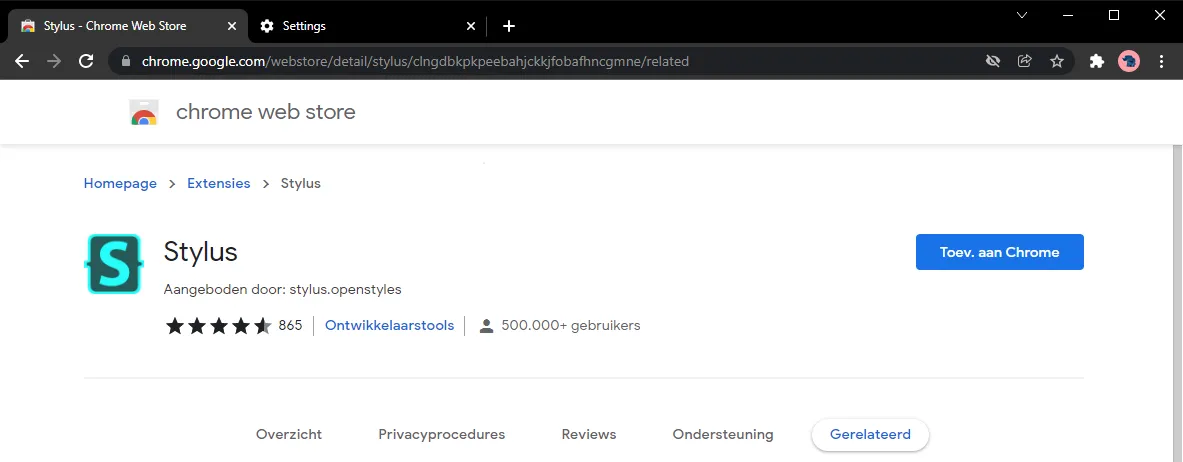 Stylus - Chrome Web Store Settings
chrome.google.com/webstore/detail/stylus/clngdbkpkpeebahjckkjfobafhncgmne/related
chrome web store
Homepage > Extensies > Stylus
S
Stylus
Toev. aan Chrome
Aangeboden door: stylus.openstyles
865 Ontwikkelaarstools 500.000+ gebruikers
Overzicht Privacyprocedures Reviews Ondersteuning Gerelateerd